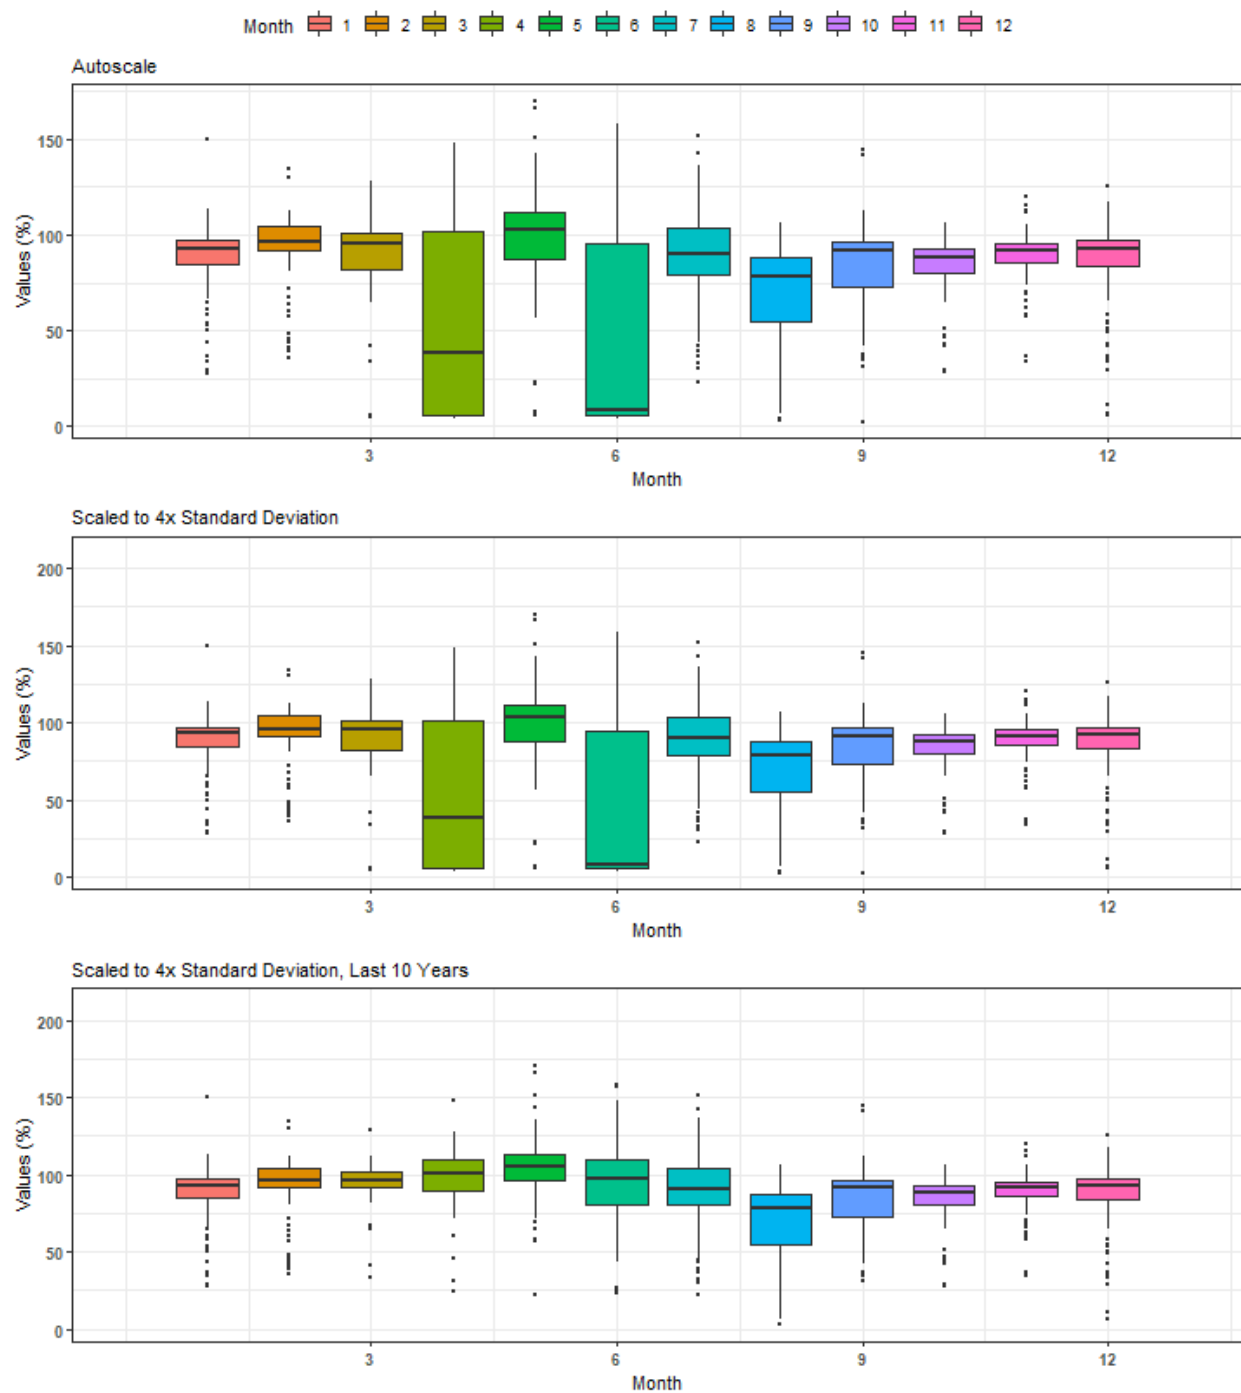 Month 1 2 3 4 5 6 7 8 9 10 11 12
Autoscale
150
100
50
0
Values (%)
3 6 9 12
Month
Scaled to 4x Standard Deviation
200
150
100
50
0
Values (%)
3 6 9 12
Month
Scaled to 4x Standard Deviation, Last 10 Years
200
150
100
50
0
Values (%)
3 6 9 12
Month